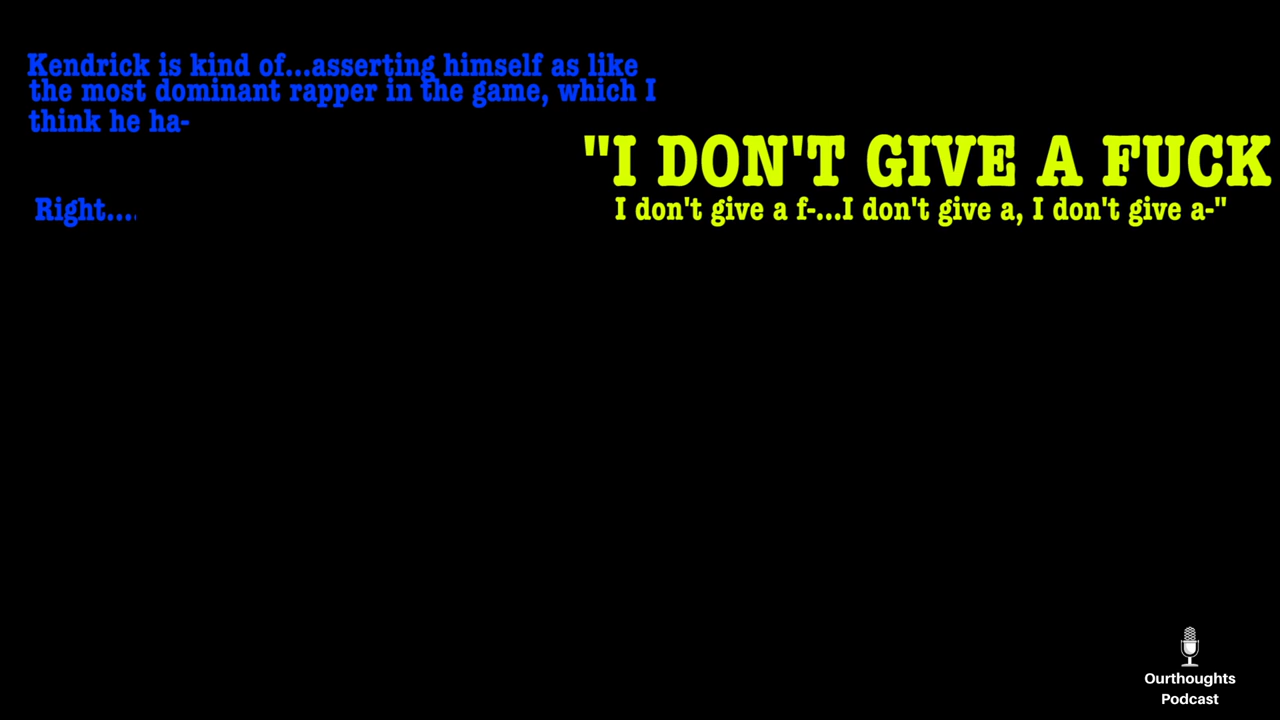 Kendrick is kind of...asserting himself as like
the most dominant rapper in the game, which I
think he ha-
"I DON'T GIVE A FUCK
I don't give a f-...I don't give a, I don't give a-"
Right....
Ourthoughts
Podcast